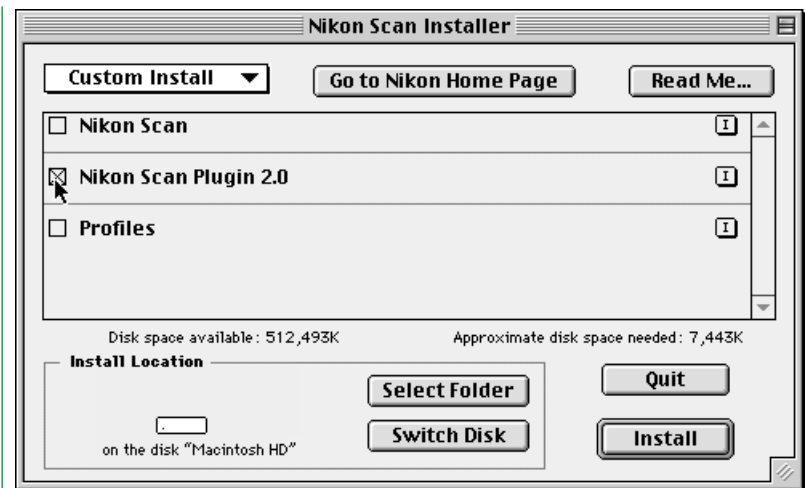 Nikon Scan Installer
Custom Install
Go to Nikon Home Page
Read Me...
Nikon Scan
I
Nikon Scan Plugin 2.0
I
Profiles
I
Disk space available: 512,493K
Approximate disk space needed: 7,443K
Install Location
Select Folder
Quit
on the disk “Macintosh HD”
Switch Disk
Install